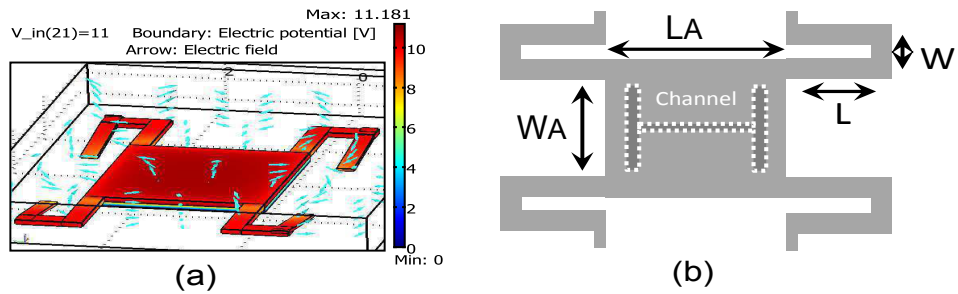 Max: 11.181
V_in(21)=11 Boundary: Electric potential [V]
Arrow: Electric field
2
0
10
8
6
4
2
0
Min: 0
(a)
LA
W
Channel
WA
L
(b)